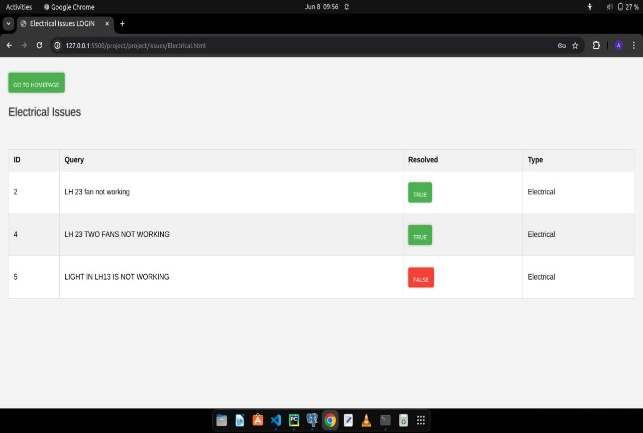 Activities Google Chrome Jun 8 09:56 27 %
Electrical Issues LOGIN
127.0.0.1:5500/project/project/issues/Electrical.html A
GO TO HOMEPAGE
Electrical Issues
ID Query Resolved Type
2 LH 23 fan not working TRUE Electrical
4 LH 23 TWO FANS NOT WORKING TRUE Electrical
5 LIGHT IN LH13 IS NOT WORKING FALSE Electrical
PC